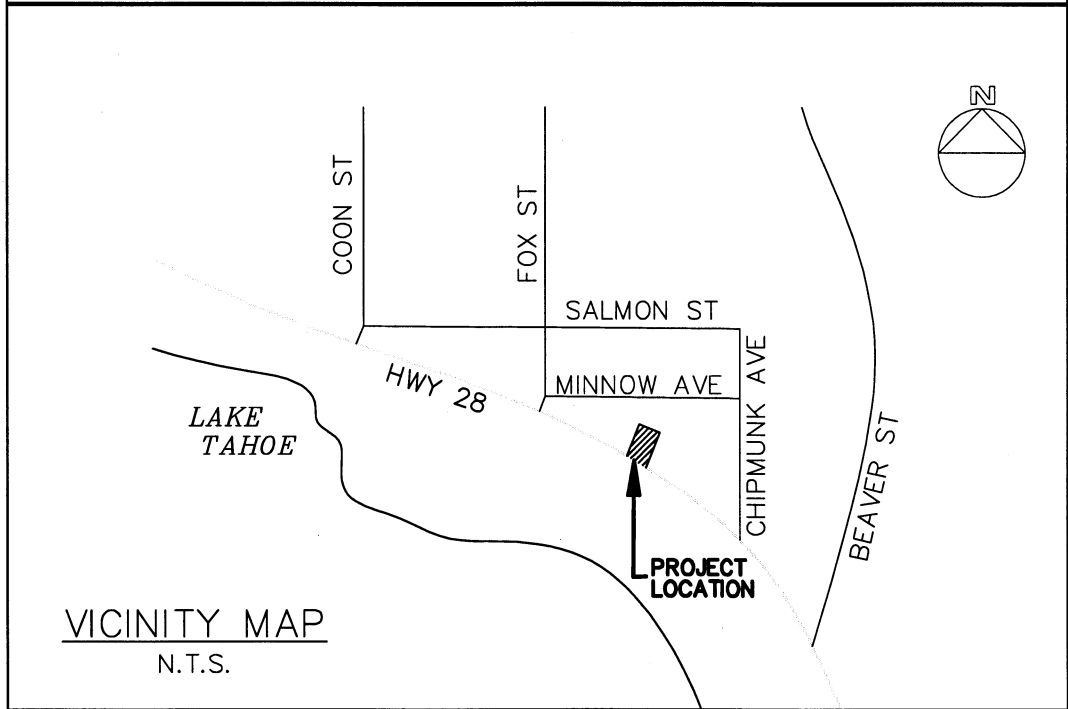 N
COON ST
FOX ST
SALMON ST
HWY 28
MINNOW AVE
CHIPMUNK AVE
LAKE
TAHOE
BEAVER ST
PROJECT
LOCATION
VICINITY MAP
N.T.S.